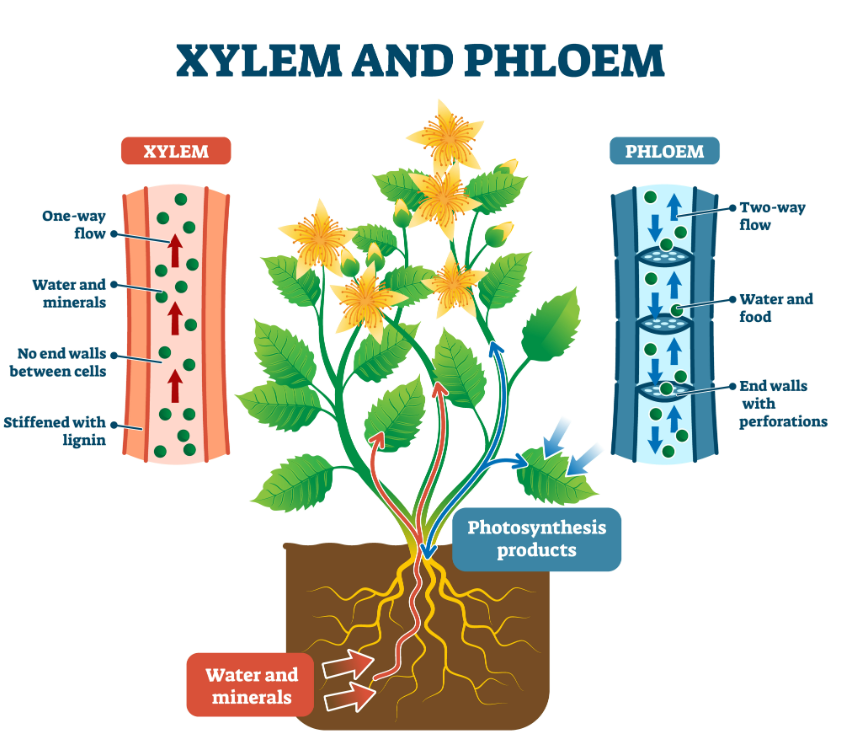 XYLEM AND PHLOEM
XYLEM
One-way
flow
Water and
minerals
No end walls
between cells
Stiffened with
lignin
PHLOEM
Two-way
flow
Water and
food
End walls
with
perforations
Photosynthesis
products
Water and
minerals